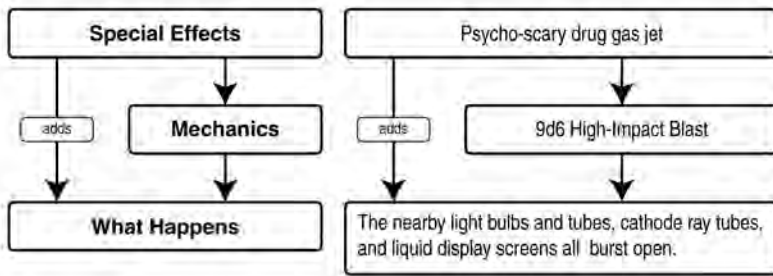 Special Effects
adds
Mechanics
What Happens
Psycho-scary drug gas jet
adds
9d6 High-Impact Blast
The nearby light bulbs and tubes, cathode ray tubes,
and liquid display screens all burst open.